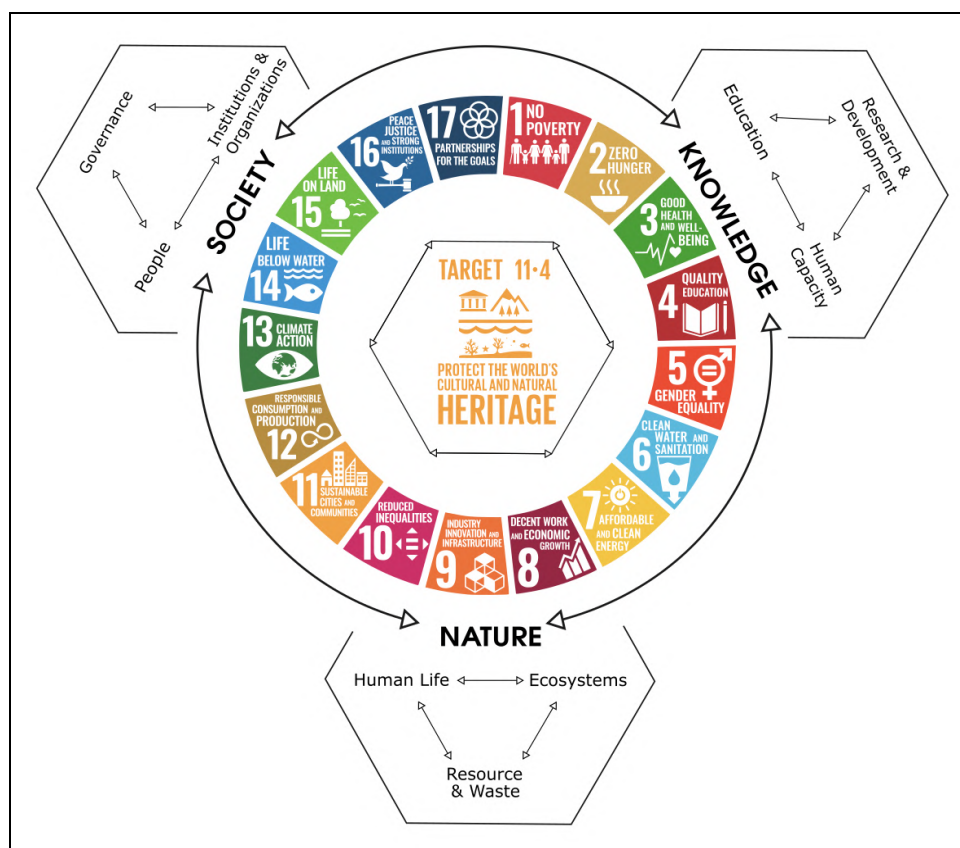 Governance
Institutions &
Organizations
People
SOCIETY
Education
Research &
Development
Human
Capacity
KNOWLEDGE
1 NO
POVERTY
2 ZERO
HUNGER
3 GOOD
HEALTH
AND WELL-
BEING
4 QUALITY
EDUCATION
5 GENDER
EQUALITY
6 CLEAN
WATER AND
SANITATION
7 AFFORDABLE
AND CLEAN
ENERGY
8 DECENT WORK
AND ECONOMIC
GROWTH
9 INDUSTRY
INNOVATION AND
INFRASTRUCTURE
10 REDUCED
INEQUALITIES
11 SUSTAINABLE
CITIES AND
COMMUNITIES
12 RESPONSIBLE
CONSUMPTION AND
PRODUCTION
13 CLIMATE
ACTION
14 LIFE
BELOW WATER
15 LIFE
ON LAND
16 PEACE
JUSTICE
AND STRONG
INSTITUTIONS
17 PARTNERSHIPS
FOR THE GOALS
TARGET 11·4
PROTECT THE WORLD'S
CULTURAL AND NATURAL
HERITAGE
NATURE
Human Life
Ecosystems
Resource
& Waste